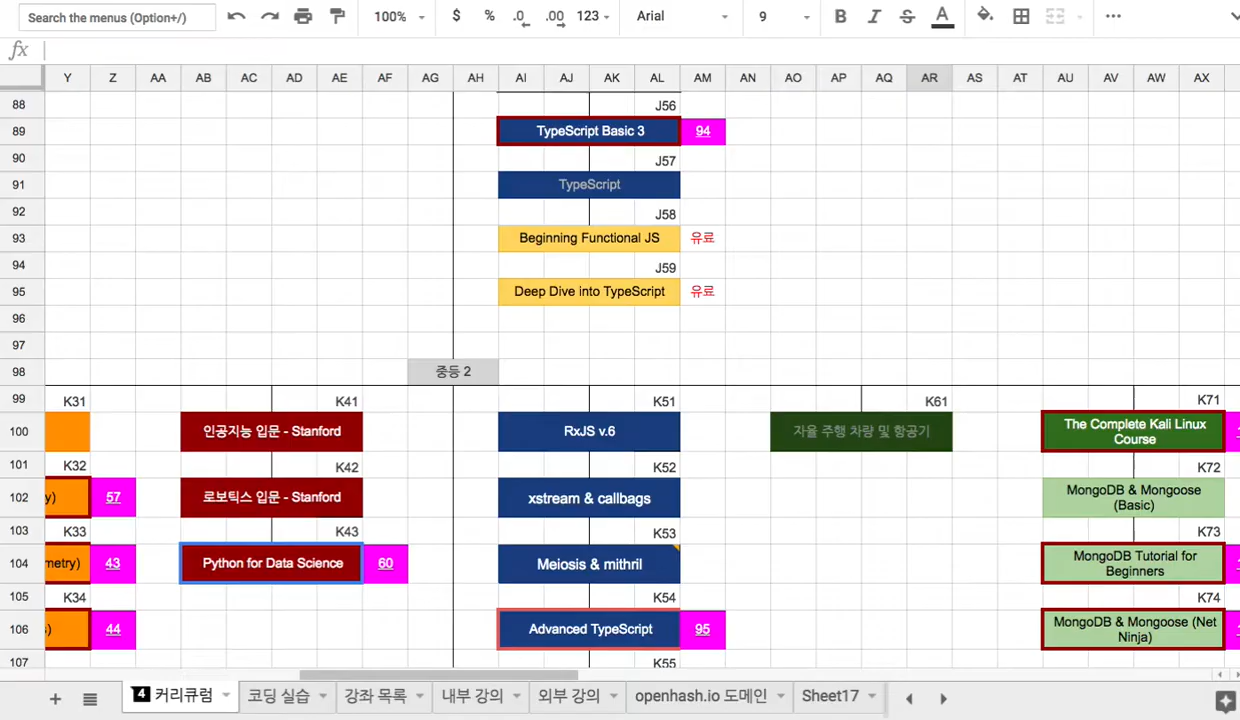 Search the menus (Option+/)
100%
$ % .0 .00 123
Arial
9
B I S A
fx
Y Z AA AB AC AD AE AF AG AH AI AJ AK AL AM AN AO AP AQ AR AS AT AU AV AW AX
88 J56
89 TypeScript Basic 3 94
90 J57
91 TypeScript
92 J58
93 Beginning Functional JS 유료
94 J59
95 Deep Dive into TypeScript 유료
96
97
98 중등 2
99 K31 K41 K51 K61 K71
100 인공지능 입문 - Stanford RxJS v.6 자율 주행 차량 및 항공기 The Complete Kali Linux
Course
101 K32 K42 K52 K72
102 y) 57 로보틱스 입문 - Stanford xstream & callbags MongoDB & Mongoose
(Basic)
103 K33 K43 K53 K73
104 metry) 43 Python for Data Science 60 Meiosis & mithril MongoDB Tutorial for
Beginners
105 K34 K54 K74
106 s) 44 Advanced TypeScript 95 MongoDB & Mongoose (Net
Ninja)
107 K55
4 커리큐럼 코딩 실습 강좌 목록 내부 강의 외부 강의 openhash.io 도메인 Sheet17